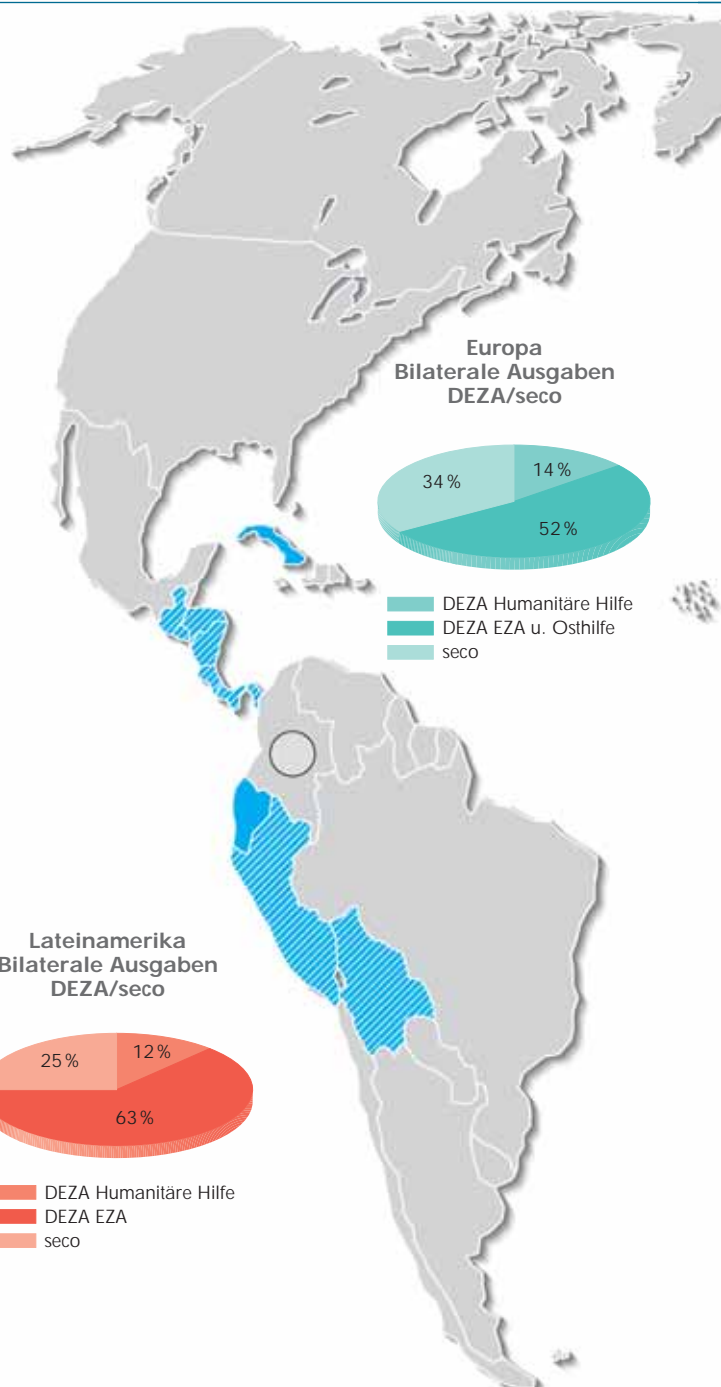 Europa
Bilaterale Ausgaben
DEZA/seco
34 %
14 %
52 %
DEZA Humanitäre Hilfe
DEZA EZA u. Osthilfe
seco
Lateinamerika
Bilaterale Ausgaben
DEZA/seco
25 %
12 %
63 %
DEZA Humanitäre Hilfe
DEZA EZA
seco